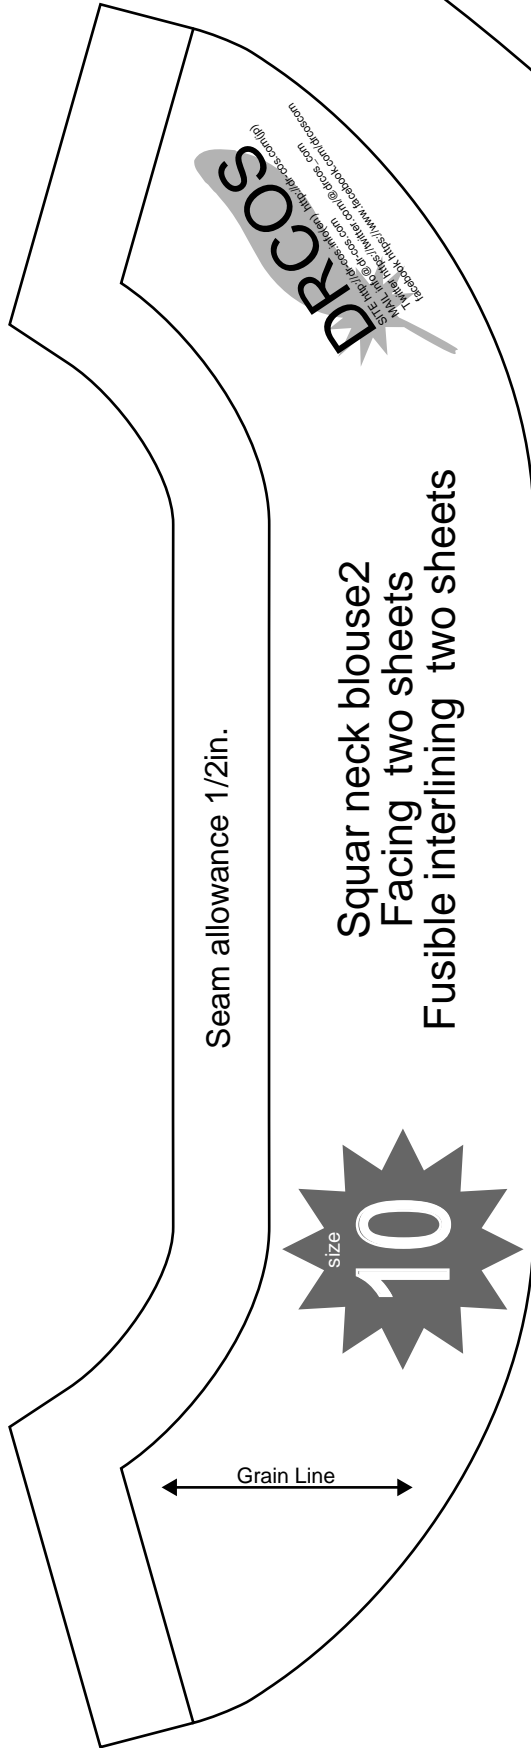 DRCOS
SITE http://dr-cos.info(en)  http://dr-cos.com(jp)
MAIL info@dr-cos.com
Twitter https://twitter.com/@drcos_com
facebook https://www.facebook.com/drcoscom
Squar neck blouse2
Facing two sheets
Fusible interlining two sheets
Seam allowance 1/2in.
size
10
Grain Line